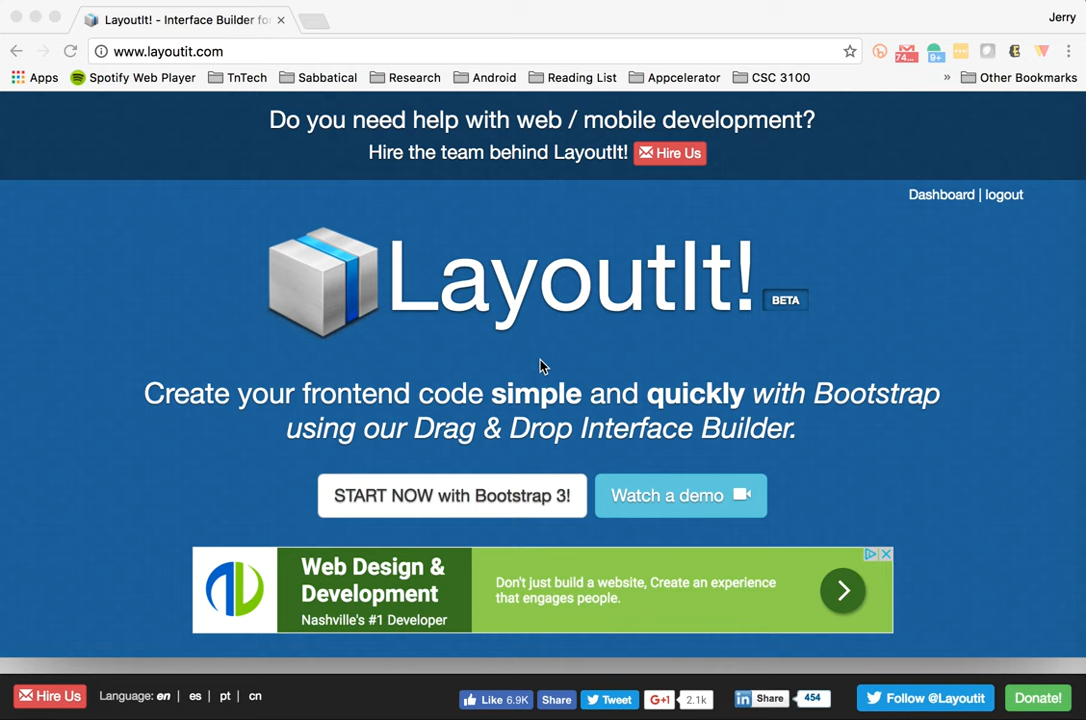 LayoutIt! - Interface Builder for
Jerry
www.layoutit.com
74...
9+
Apps
Spotify Web Player
TnTech
Sabbatical
Research
Android
Reading List
Appcelerator
CSC 3100
»
Other Bookmarks
Do you need help with web / mobile development?
Hire the team behind LayoutIt! Hire Us
Dashboard | logout
LayoutIt! BETA
Create your frontend code simple and quickly with Bootstrap
using our Drag & Drop Interface Builder.
START NOW with Bootstrap 3!
Watch a demo
Web Design &
Development
Nashville's #1 Developer
Don't just build a website, Create an experience
that engages people.
Hire Us
Language: en | es | pt | cn
Like 6.9K
Share
Tweet
G+1
2.1k
in Share
454
Follow @Layoutit
Donate!